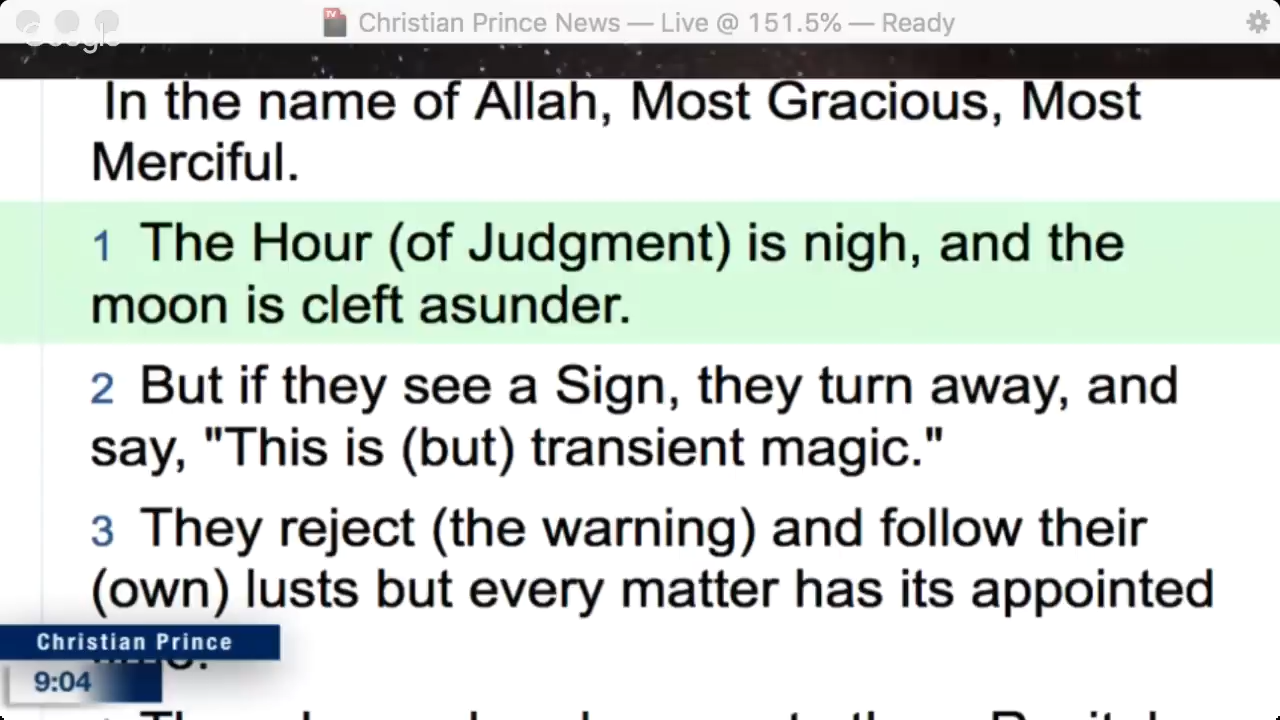 Christian Prince News — Live @ 151.5% — Ready
Google
In the name of Allah, Most Gracious, Most
Merciful.
1 The Hour (of Judgment) is nigh, and the
moon is cleft asunder.
2 But if they see a Sign, they turn away, and
say, "This is (but) transient magic."
3 They reject (the warning) and follow their
(own) lusts but every matter has its appointed
Christian Prince
9:04